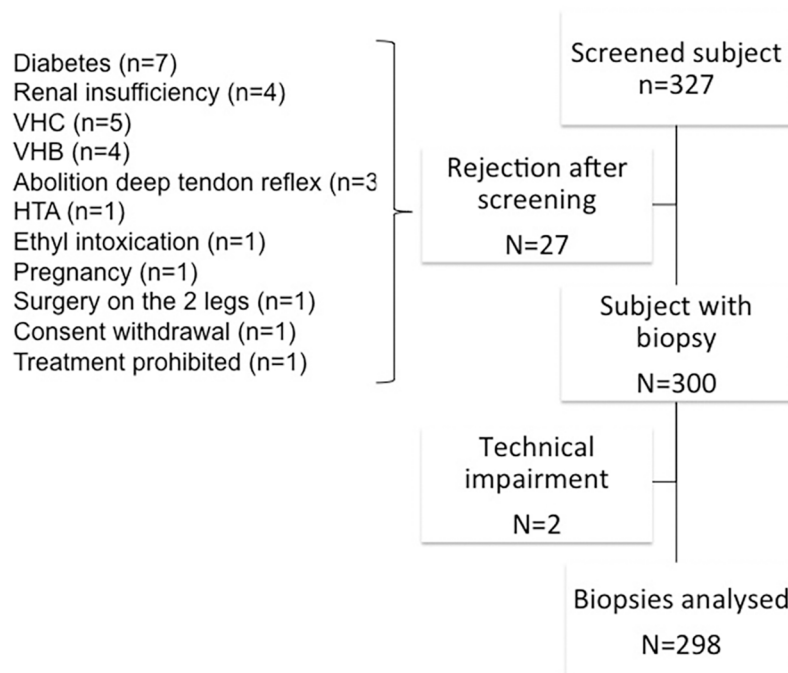 Diabetes (n=7)
Renal insufficiency (n=4)
VHC (n=5)
VHB (n=4)
Abolition deep tendon reflex (n=3
HTA (n=1)
Ethyl intoxication (n=1)
Pregnancy (n=1)
Surgery on the 2 legs (n=1)
Consent withdrawal (n=1)
Treatment prohibited (n=1)
Screened subject
n=327
Rejection after
screening
N=27
Subject with
biopsy
N=300
Technical
impairment
N=2
Biopsies analysed
N=298